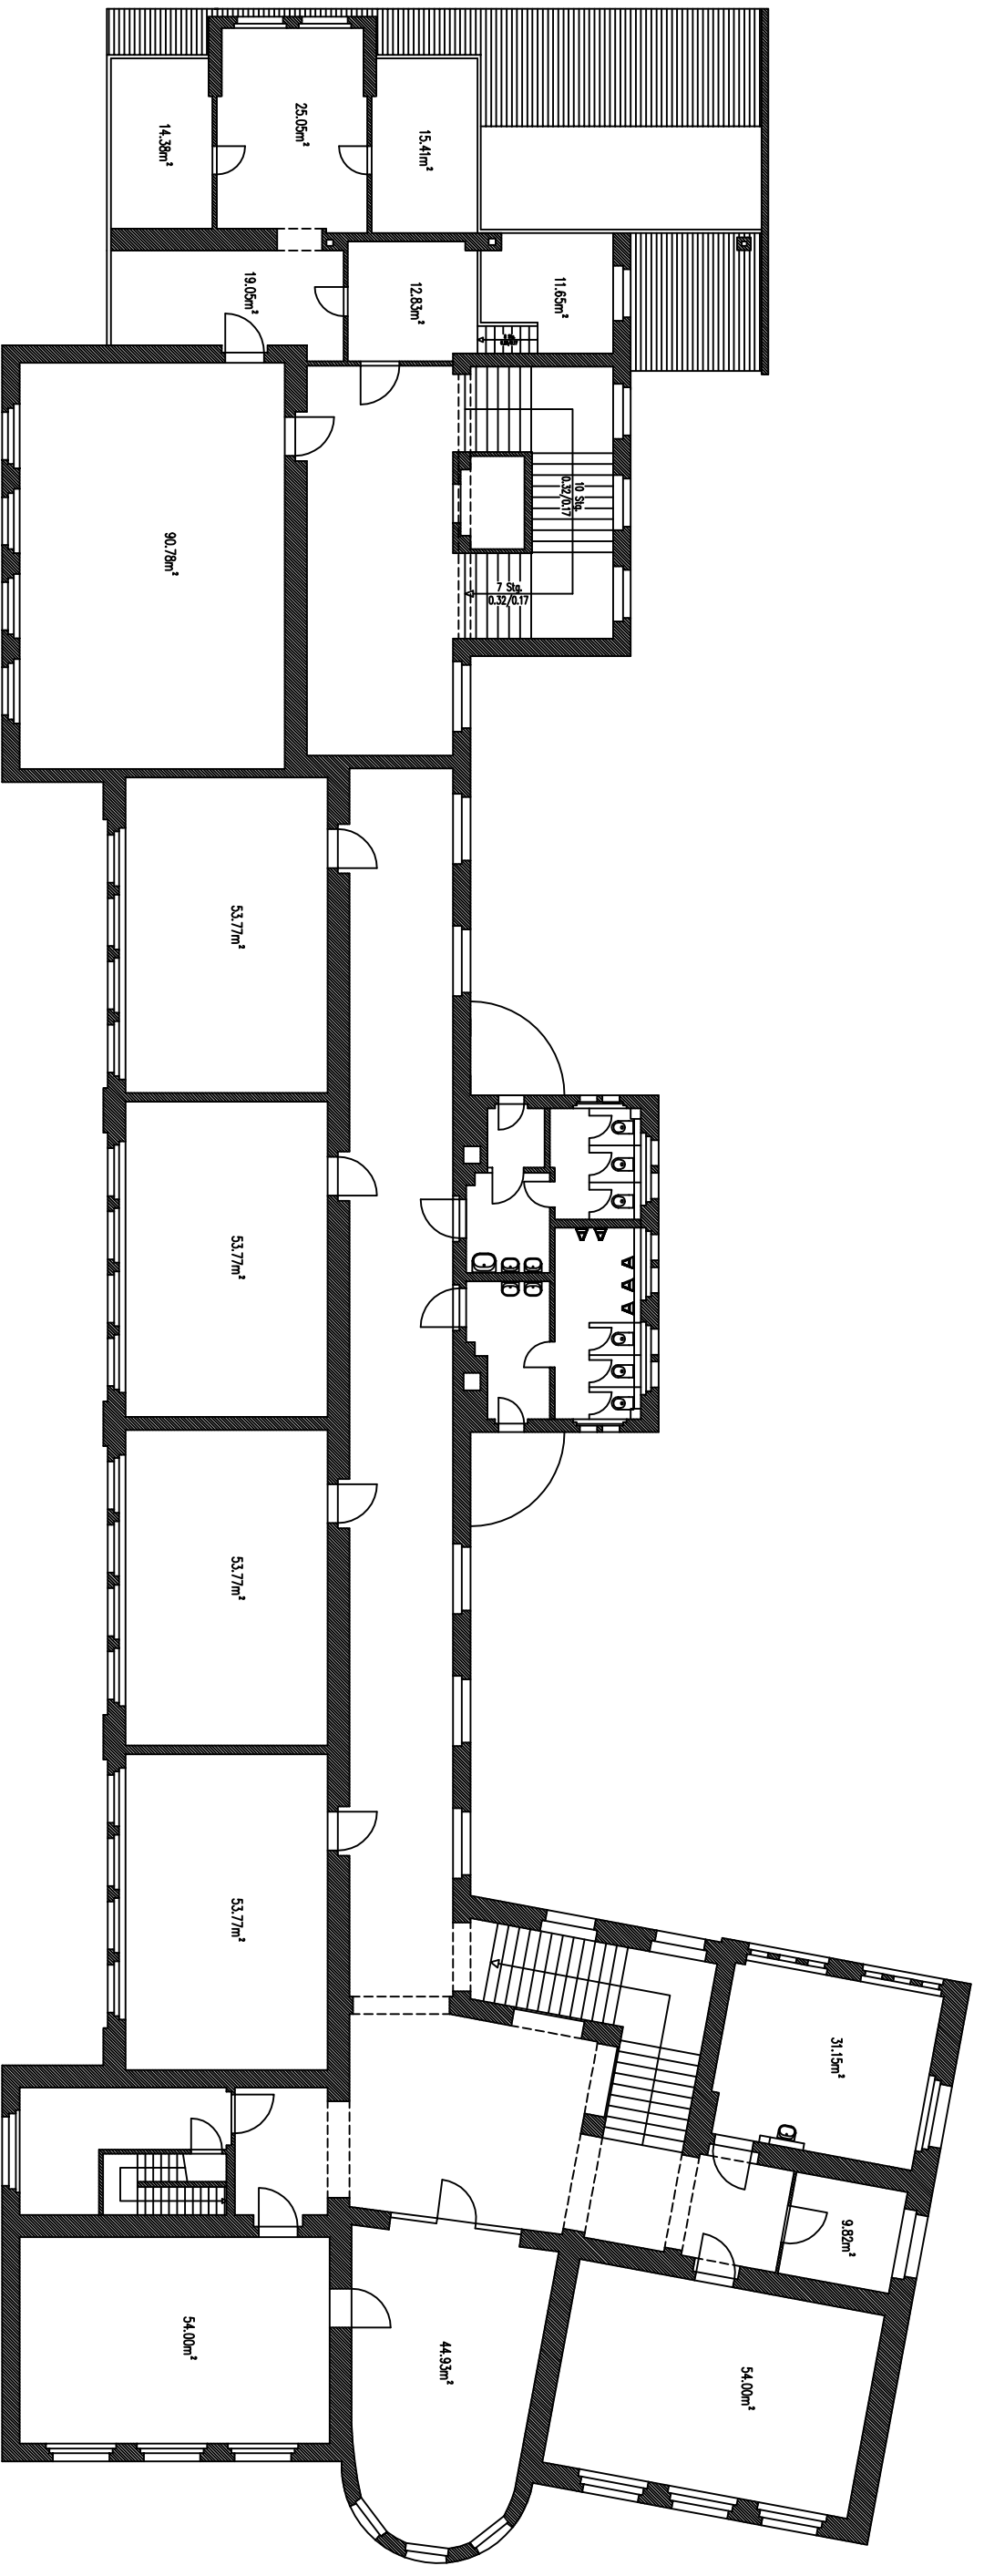 14.38m²
25.05m²
15.41m²
19.05m²
12.83m²
11.65m²
10 Stg.
0.32/0.17
7 Stg.
0.32/0.17
90.78m²
53.77m²
53.77m²
53.77m²
53.77m²
31.15m²
9.82m²
54.00m²
44.93m²
54.00m²